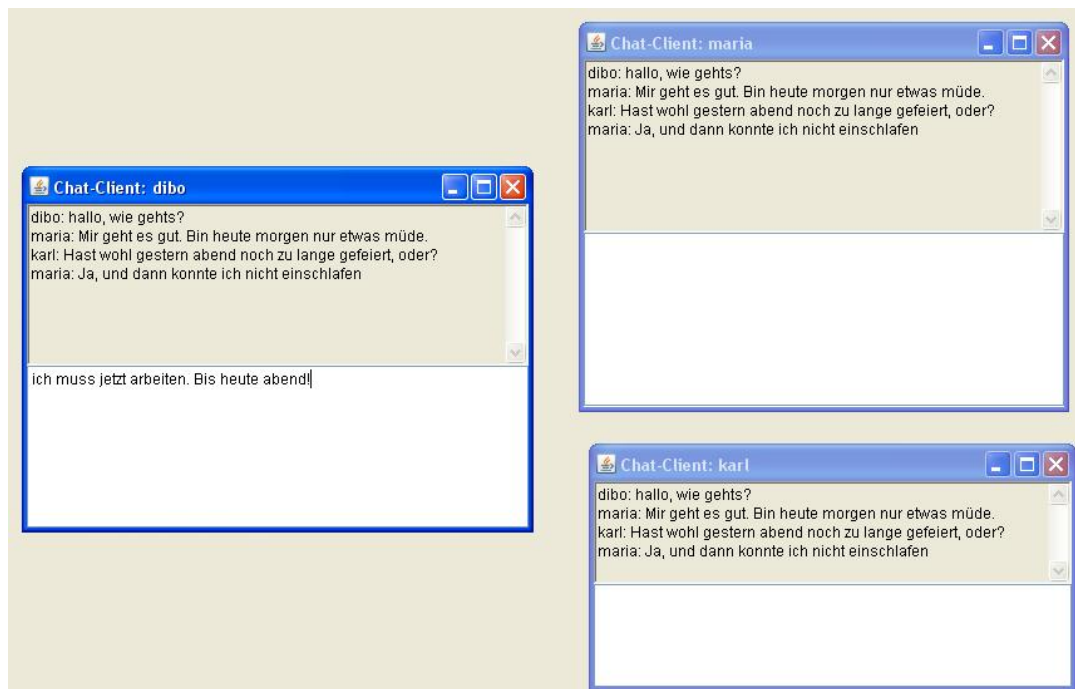 Chat-Client: maria
dibo: hallo, wie gehts?
maria: Mir geht es gut. Bin heute morgen nur etwas müde.
karl: Hast wohl gestern abend noch zu lange gefeiert, oder?
maria: Ja, und dann konnte ich nicht einschlafen
Chat-Client: dibo
dibo: hallo, wie gehts?
maria: Mir geht es gut. Bin heute morgen nur etwas müde.
karl: Hast wohl gestern abend noch zu lange gefeiert, oder?
maria: Ja, und dann konnte ich nicht einschlafen
ich muss jetzt arbeiten. Bis heute abend!
Chat-Client: karl
dibo: hallo, wie gehts?
maria: Mir geht es gut. Bin heute morgen nur etwas müde.
karl: Hast wohl gestern abend noch zu lange gefeiert, oder?
maria: Ja, und dann konnte ich nicht einschlafen